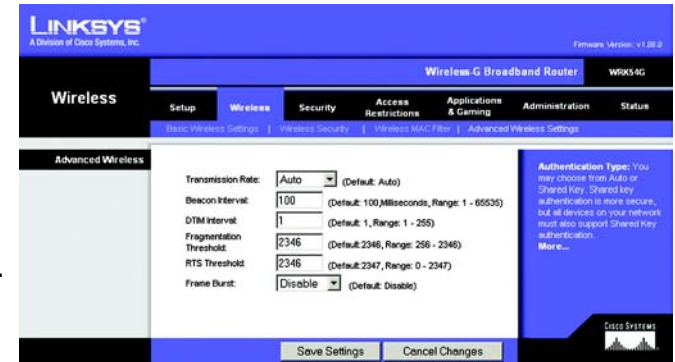 LINKSYS®
A Division of Cisco Systems, Inc.
Firmware Version: v1.00.0
Wireless-G Broadband Router WRK54G
Wireless
Setup Wireless Security Access Restrictions Applications & Gaming Administration Status
Basic Wireless Settings | Wireless Security | Wireless MAC Filter | Advanced Wireless Settings
Advanced Wireless
Transmission Rate: Auto (Default: Auto)
Beacon Interval: 100 (Default: 100,Milliseconds, Range: 1 - 65535)
DTIM Interval: 1 (Default: 1, Range: 1 - 255)
Fragmentation Threshold: 2346 (Default:2346, Range: 256 - 2346)
RTS Threshold: 2346 (Default:2347, Range: 0 - 2347)
Frame Burst: Disable (Default: Disable)
Authentication Type: You
may choose from Auto or
Shared Key. Shared key
authentication is more secure,
but all devices on your network
must also support Shared Key
authentication.
More...
Save Settings Cancel Changes
CISCO SYSTEMS